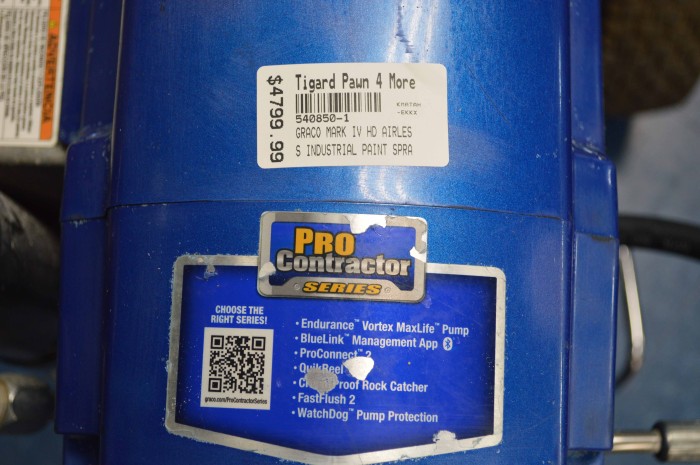 ADVERTENCIA
Tigard Pawn 4 More
$4799.99
540850-1
GRACO MARK IV HD AIRLES
S INDUSTRIAL PAINT SPRA
PRO
Contractor
SERIES
CHOOSE THE
RIGHT SERIES!
graco.com/ProContractorSeries
•Endurance™ Vortex MaxLife™ Pump
•BlueLink™ Management App
•ProConnect™ 2
•QuikReel
Proof Rock Catcher
•FastFlush 2
•WatchDog™ Pump Protection